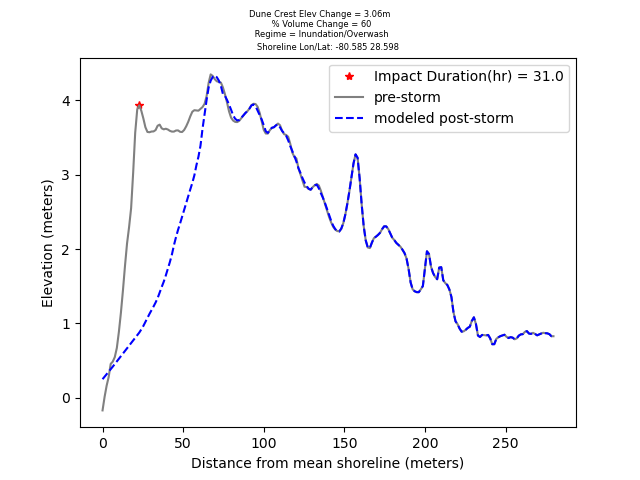 Dune Crest Elev Change = 3.06m
% Volume Change = 60
Regime = Inundation/Overwash
Shoreline Lon/Lat: -80.585 28.598
Impact Duration(hr) = 31.0
pre-storm
modeled post-storm
Elevation (meters)
4
3
2
1
0
0 50 100 150 200 250
Distance from mean shoreline (meters)